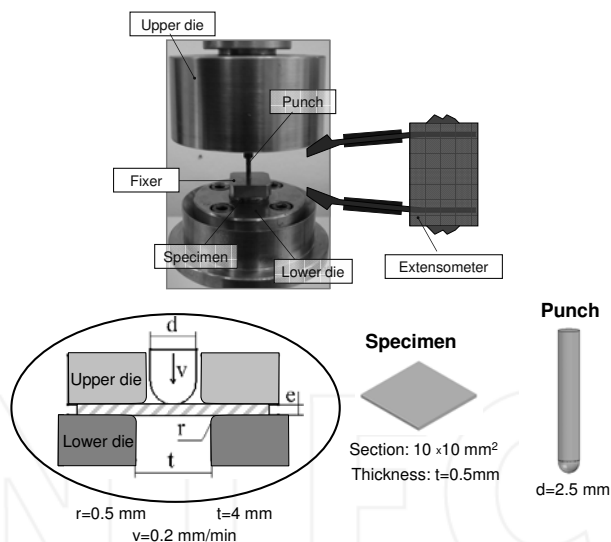 Upper die
Punch
Fixer
Specimen
Lower die
Extensometer
d
Upper die
v
e
r
Lower die
t
r=0.5 mm t=4 mm
v=0.2 mm/min
Specimen
Section: 10 x10 mm²
Thickness: t=0.5mm
Punch
d=2.5 mm